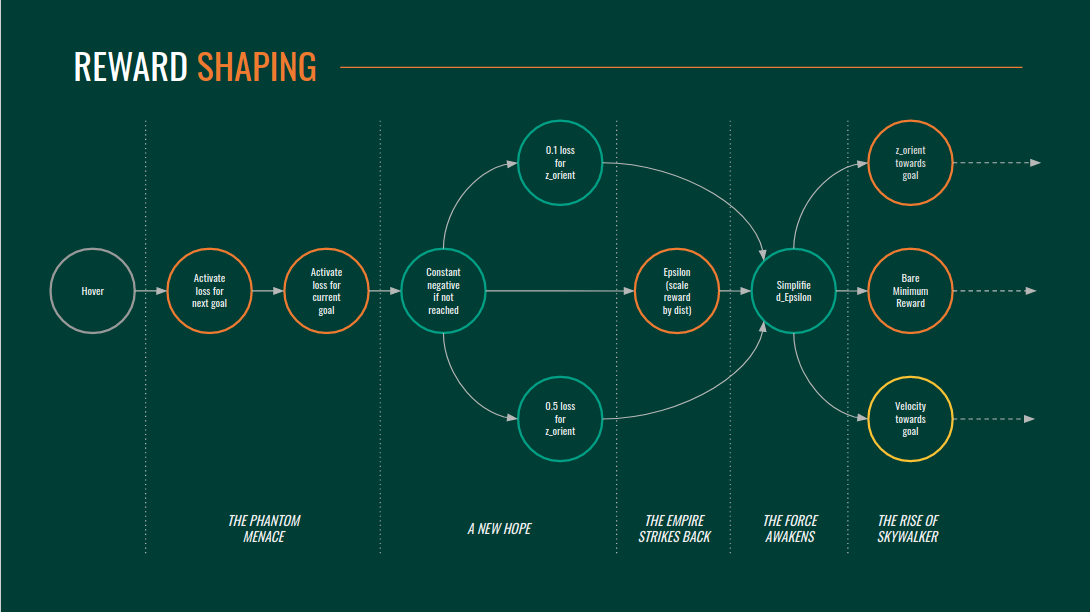 REWARD SHAPING
Hover
Activate
loss for
next goal
Activate
loss for
current
goal
Constant
negative
if not
reached
0.1 loss
for
z_orient
0.5 loss
for
z_orient
Epsilon
(scale
reward
by dist)
Simplifie
d_Epsilon
z_orient
towards
goal
Bare
Minimum
Reward
Velocity
towards
goal
THE PHANTOM
MENACE
A NEW HOPE
THE EMPIRE
STRIKES BACK
THE FORCE
AWAKENS
THE RISE OF
SKYWALKER